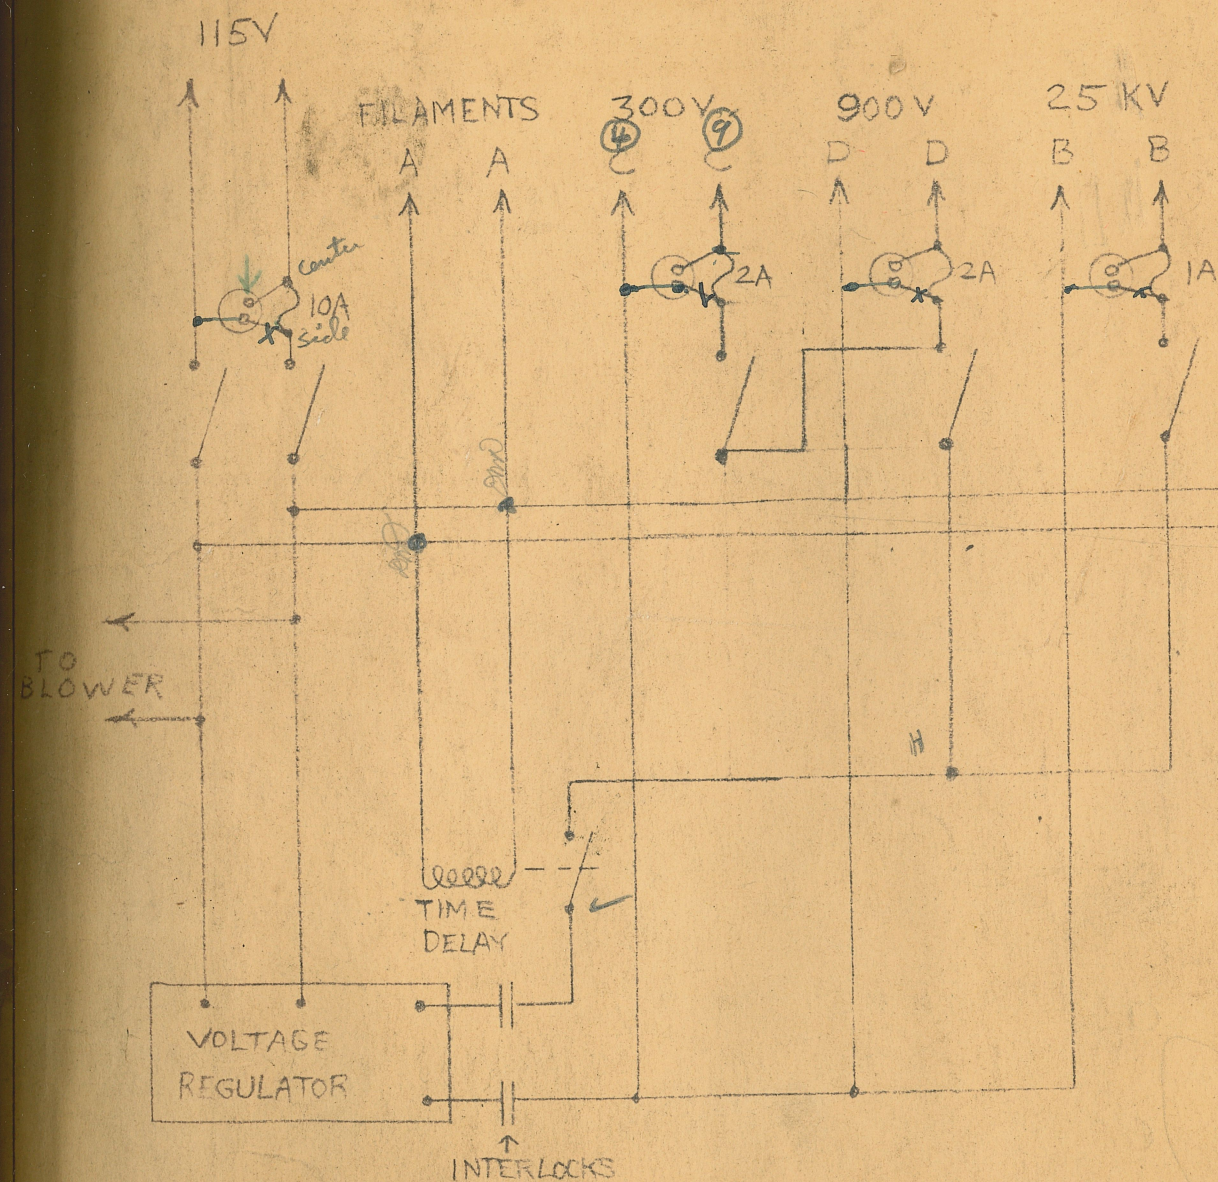 115V
FILAMENTS 300V 900V 25 KV
4 9
A A C C D D B B
center
10A 2A 2A 1A
side
H
TO
BLOWER
TIME
DELAY
VOLTAGE
REGULATOR
INTERLOCKS